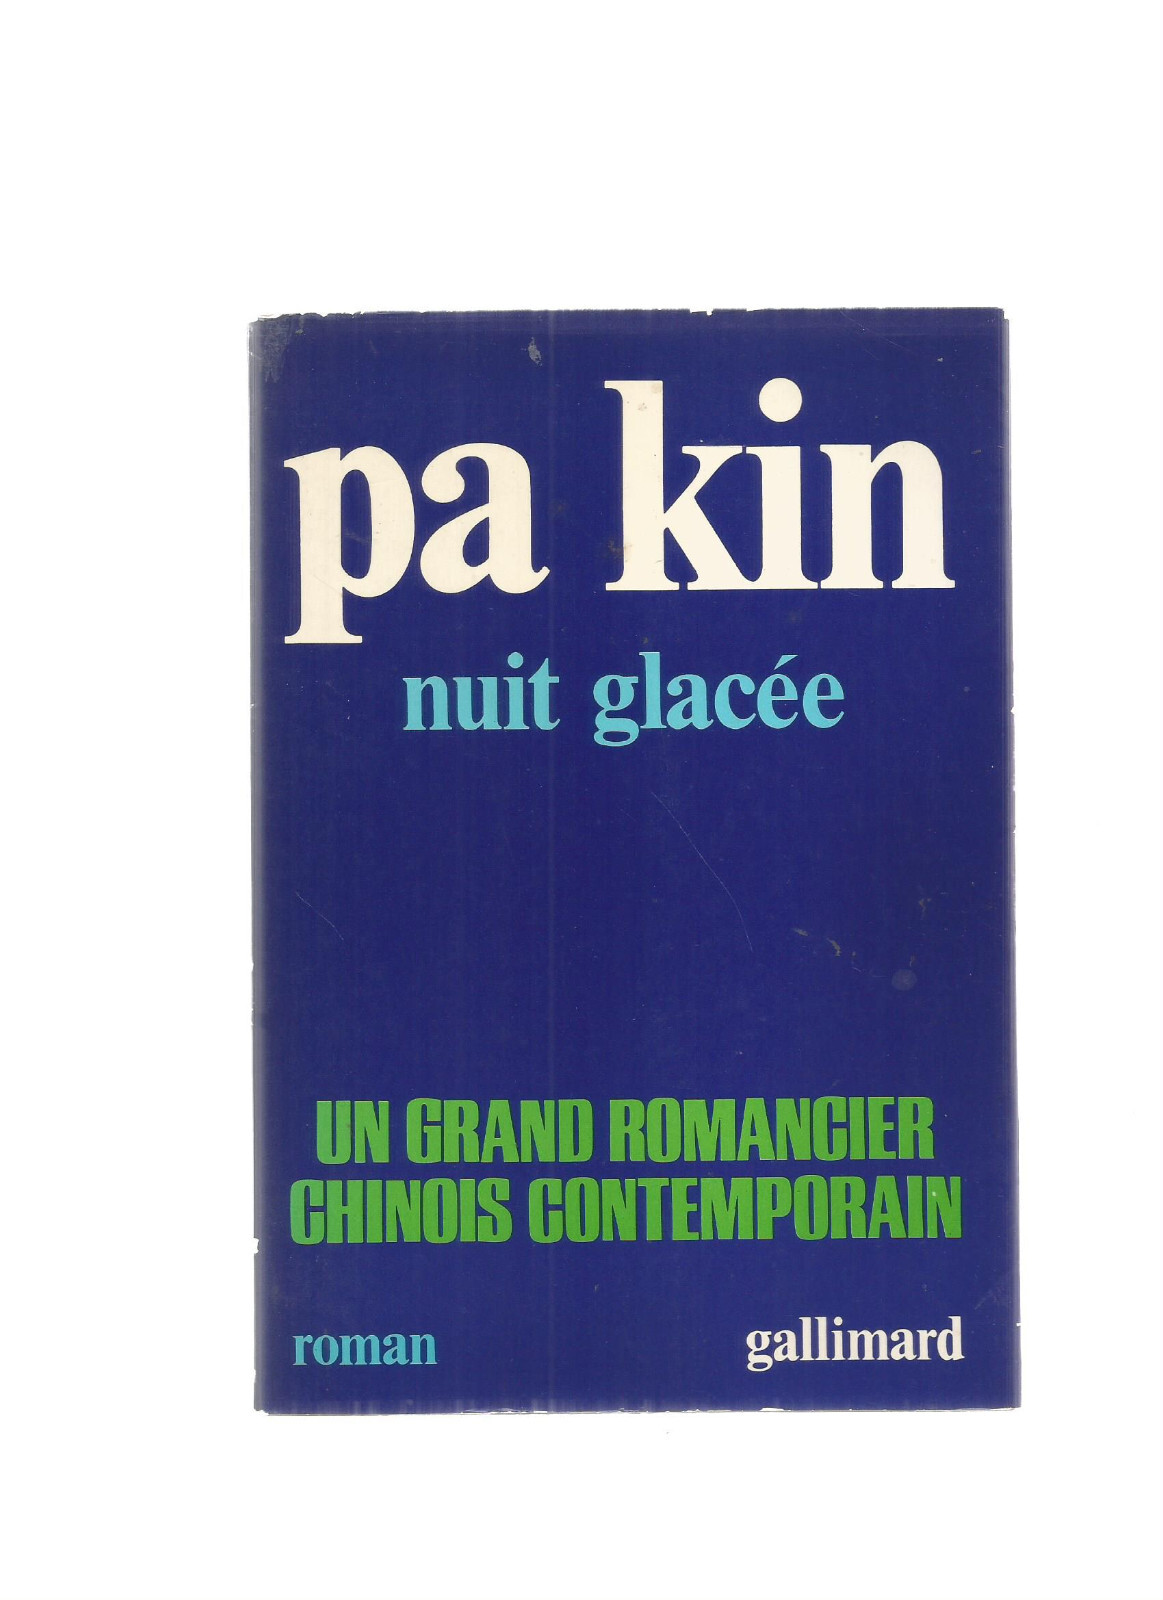 pa kin
nuit glacée
UN GRAND ROMANCIER
CHINOIS CONTEMPORAIN
roman
gallimard